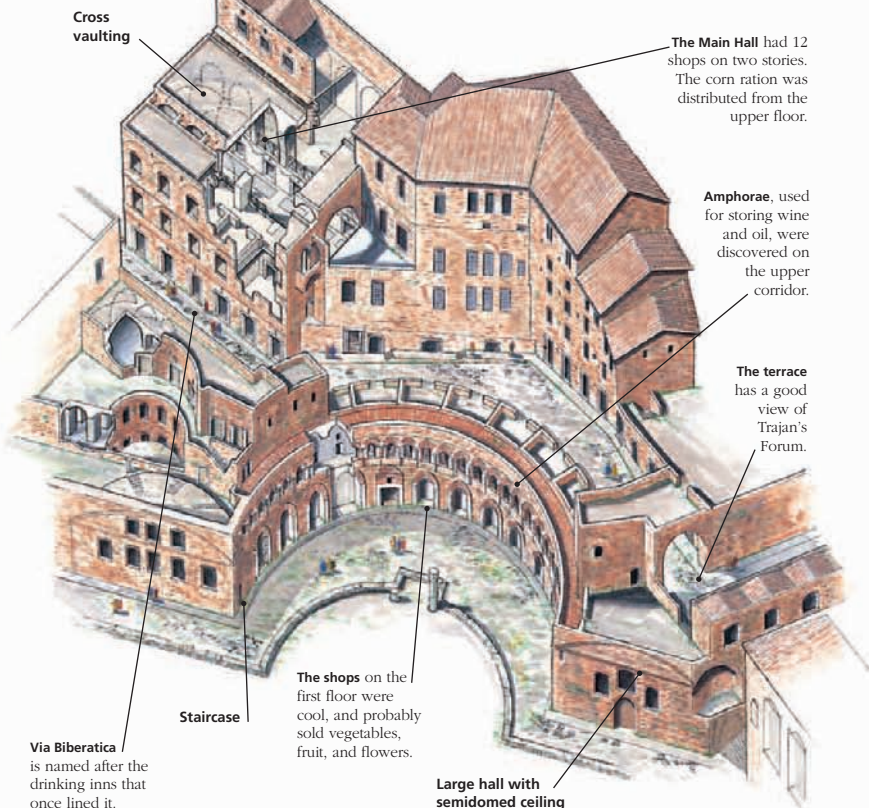 Cross
vaulting
The Main Hall had 12
shops on two stories.
The corn ration was
distributed from the
upper floor.
Amphorae, used
for storing wine
and oil, were
discovered on
the upper
corridor.
The terrace
has a good
view of
Trajan's
Forum.
The shops on the
first floor were
cool, and probably
sold vegetables,
fruit, and flowers.
Staircase
Via Biberatica
is named after the
drinking inns that
once lined it.
Large hall with
semidomed ceiling